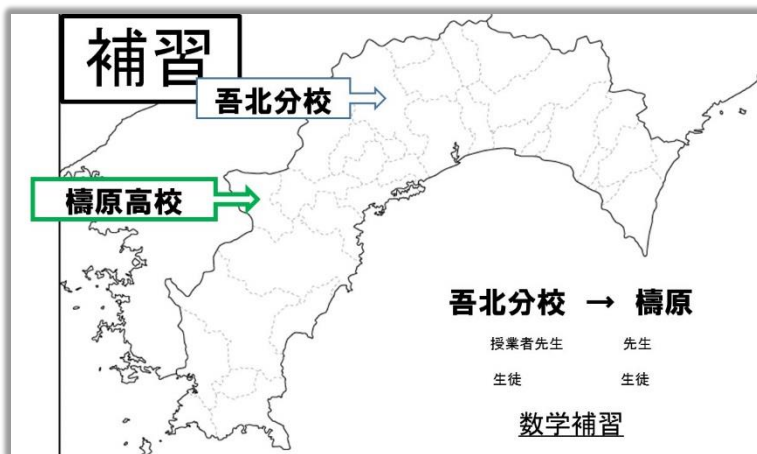 補習
吾北分校
檮原高校
吾北分校 → 檮原
授業者先生 先生
生徒 生徒
数学補習